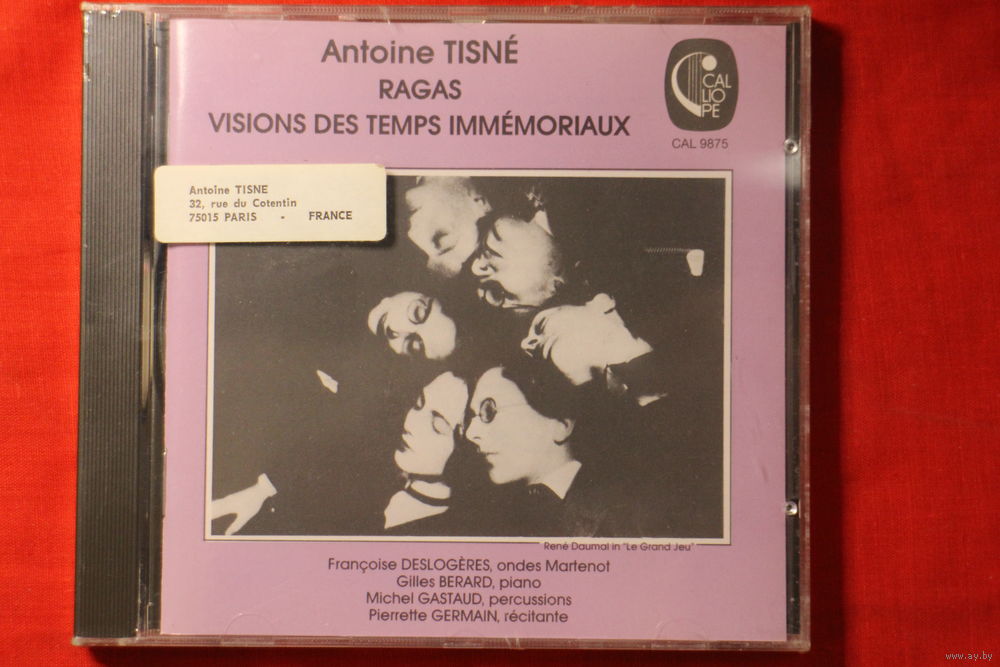 Antoine TISNÉ
RAGAS
VISIONS DES TEMPS IMMÉMORIAUX
CAL
LIO
PE
CAL 9875
Antoine TISNE
32, rue du Cotentin
75015 PARIS - FRANCE
René Daumal in "Le Grand Jeu"
Françoise DESLOGÈRES, ondes Martenot
Gilles BERARD, piano
Michel GASTAUD, percussions
Pierrette GERMAIN, récitante
www.ay.by